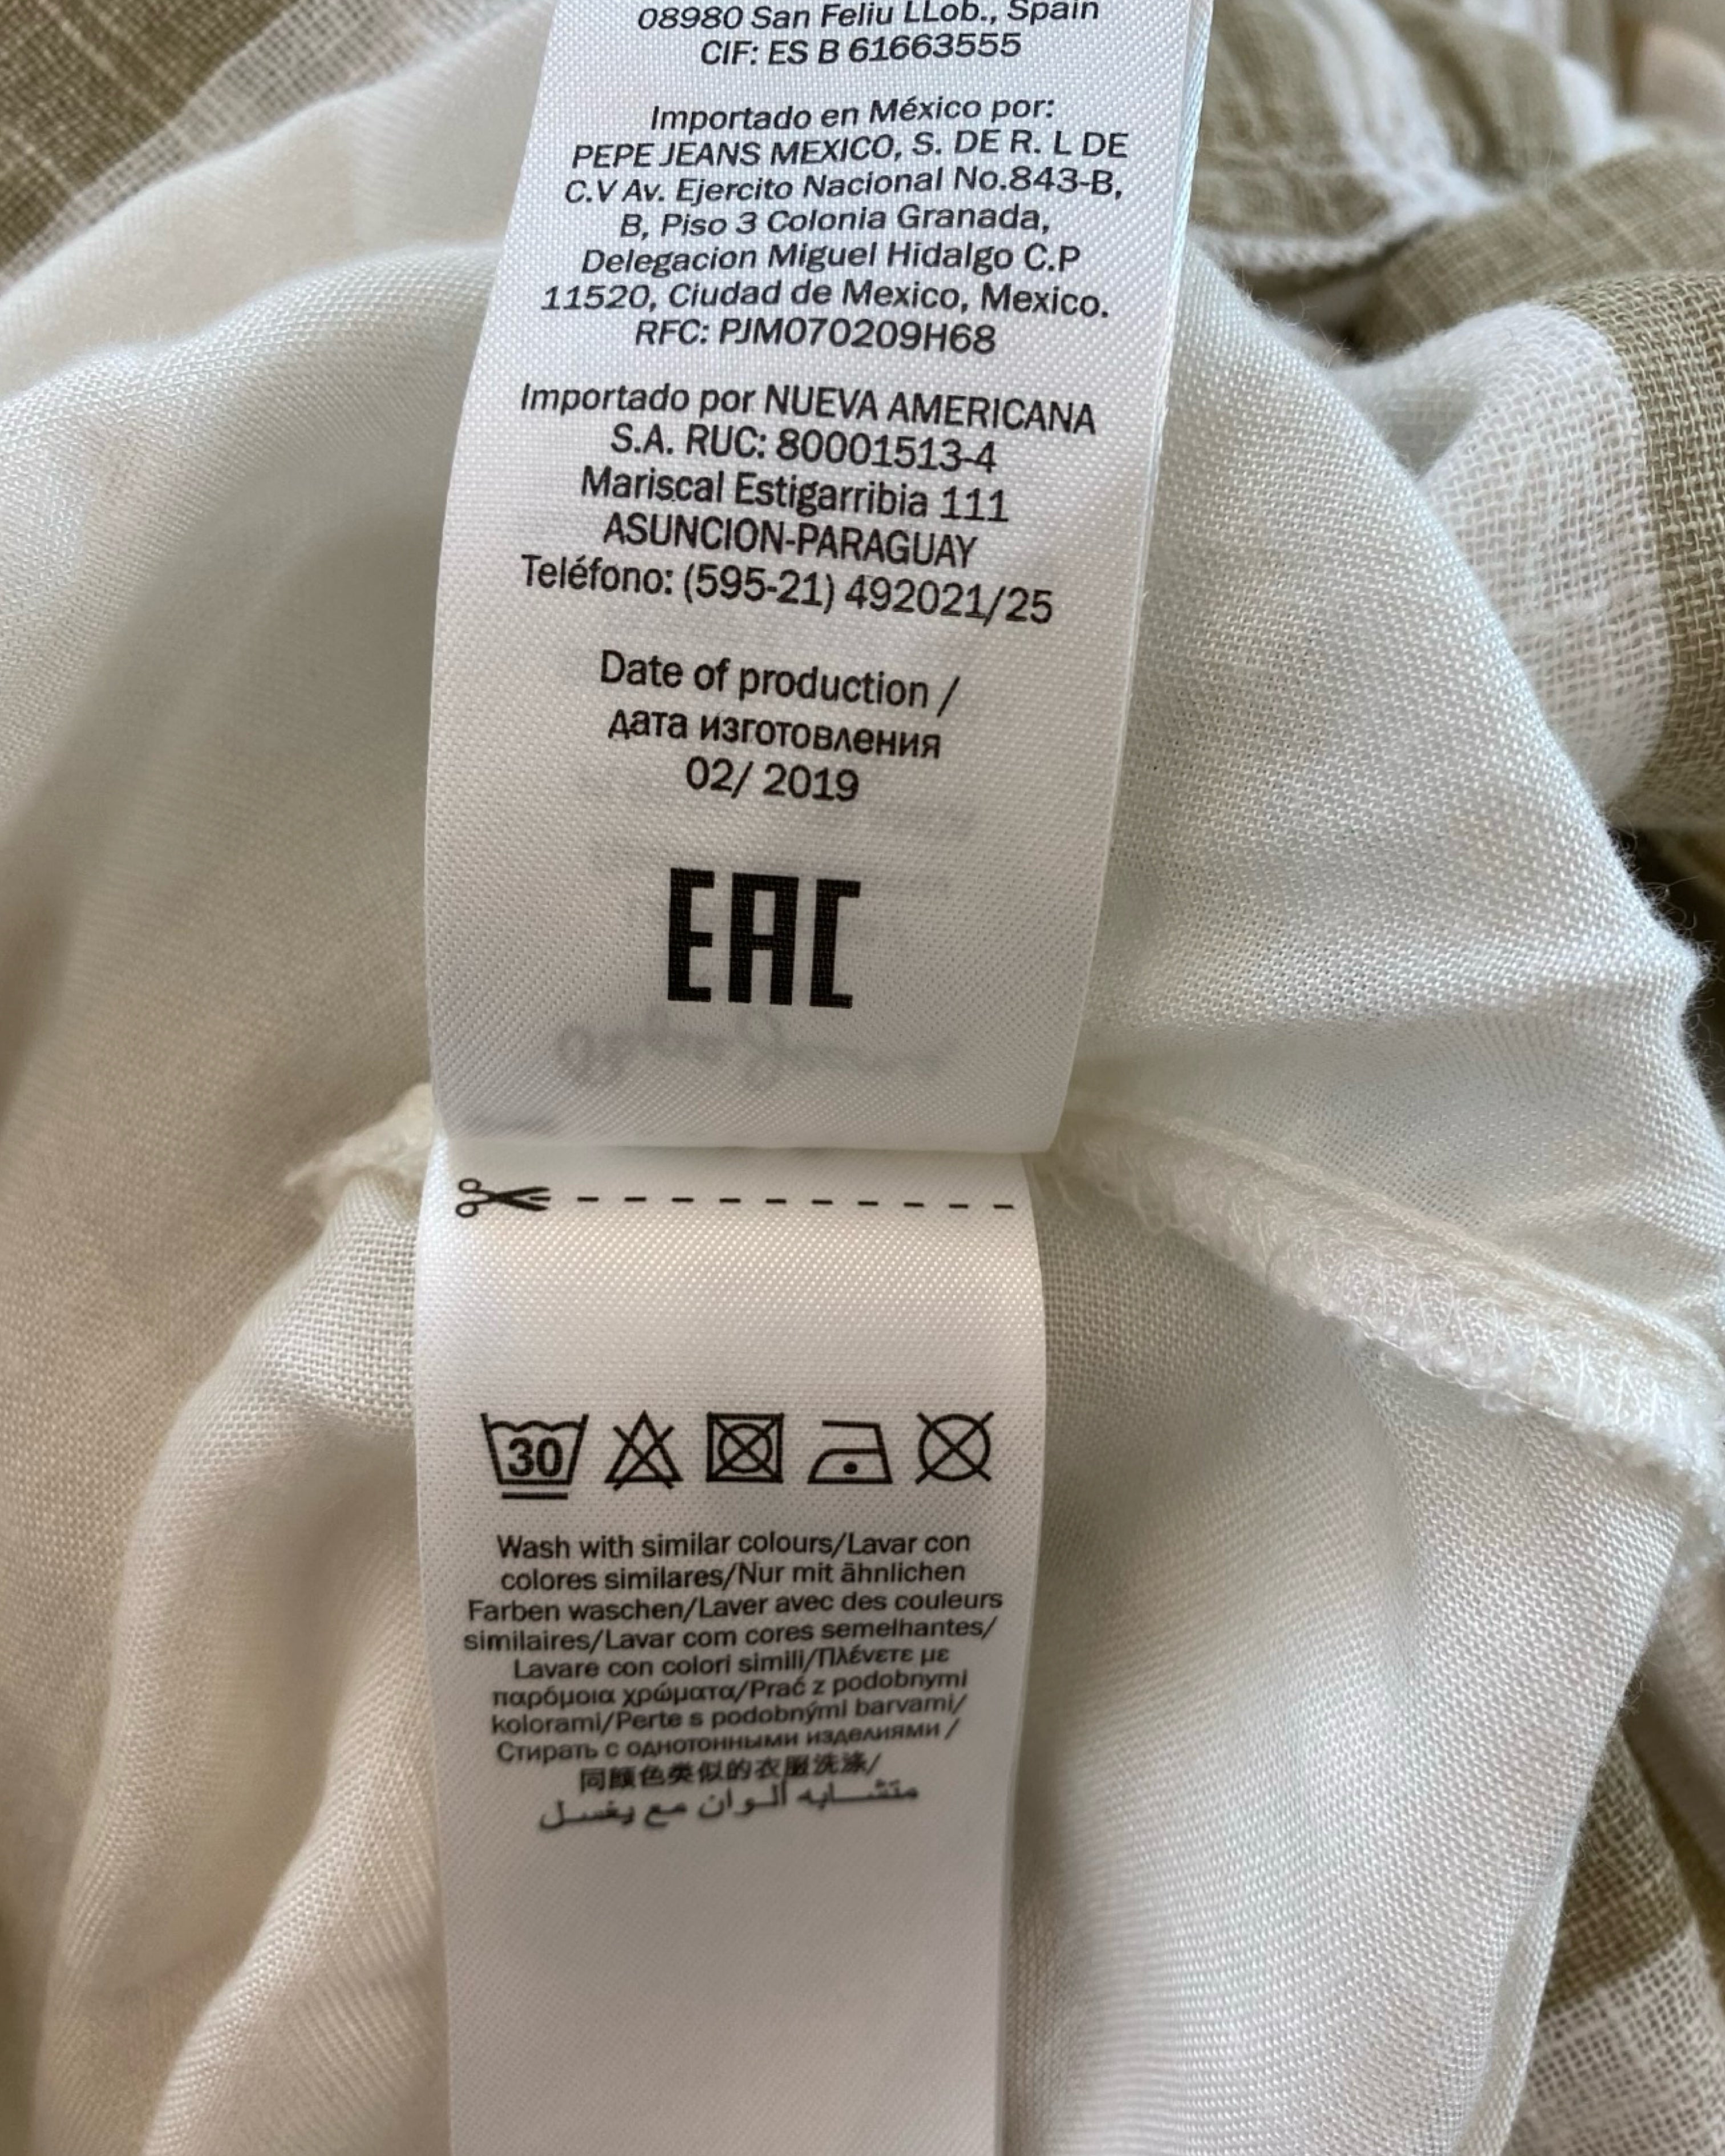 08980 San Feliu LLob., Spain
CIF: ES B 61663555
Importado en México por:
PEPE JEANS MEXICO, S. DE R. L DE
C.V Av. Ejercito Nacional No.843-B,
B, Piso 3 Colonia Granada,
Delegacion Miguel Hidalgo C.P
11520, Ciudad de Mexico, Mexico.
RFC: PJM070209H68
Importado por NUEVA AMERICANA
S.A. RUC: 80001513-4
Mariscal Estigarribia 111
ASUNCION-PARAGUAY
Teléfono: (595-21) 492021/25
Date of production /
дата изготовления
02/ 2019
EAC
30
Wash with similar colours/Lavar con
colores similares/Nur mit ähnlichen
Farben waschen/Laver avec des couleurs
similaires/Lavar com cores semelhantes/
Lavare con colori simili/Πλένετε με
παρόμοια χρώματα/Prać z podobnymi
kolorami/Perte s podobnými barvami/
Стирать с однотонными изделиями /
同颜色类似的衣服洗涤/
متشابه ألوان مع يغسل